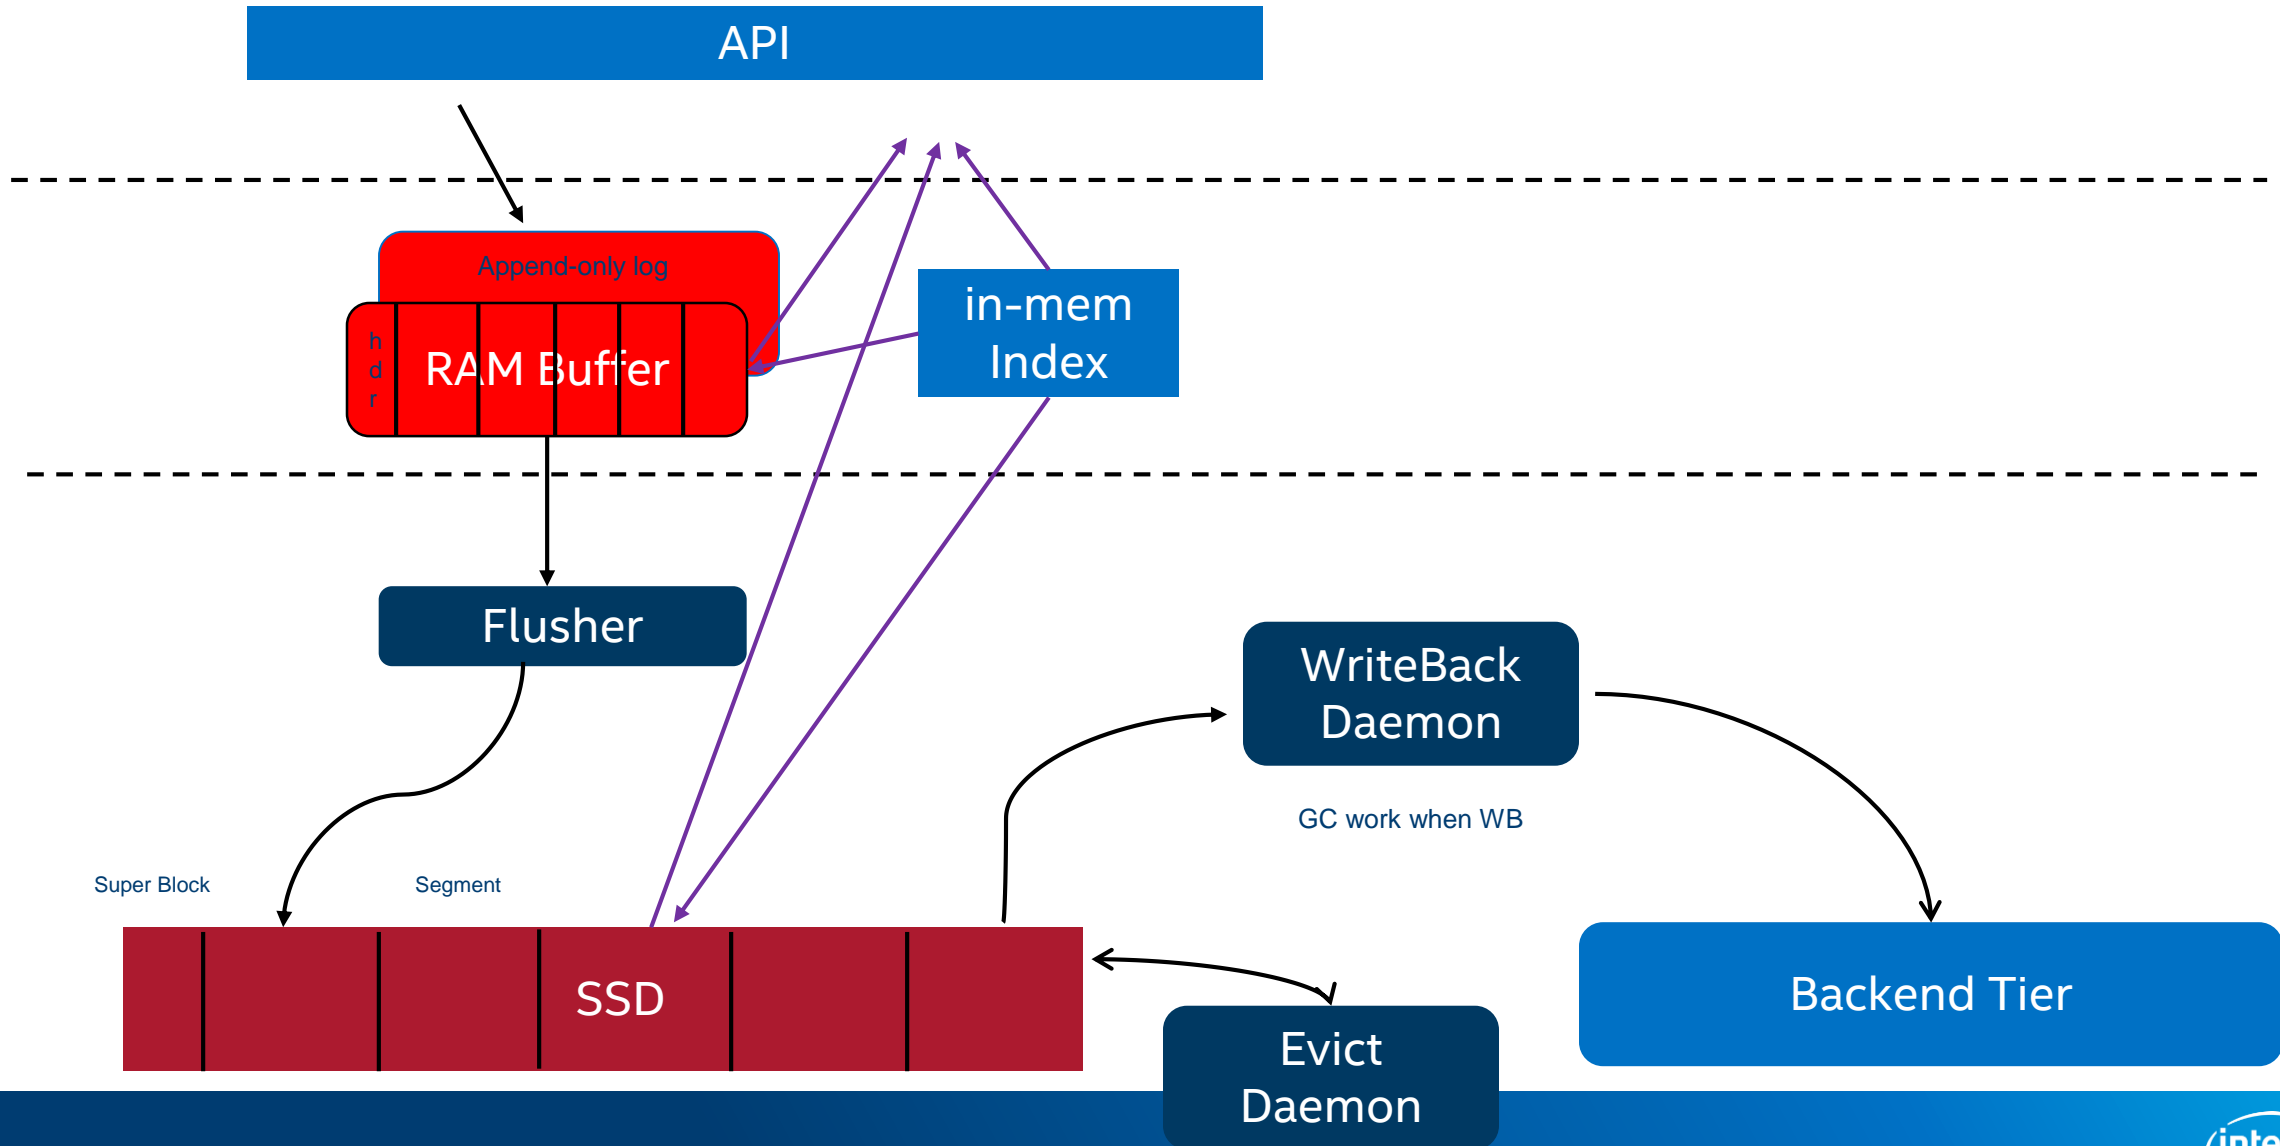 API
Append-only log
h
d
r
RAM Buffer
in-mem
Index
Flusher
WriteBack
Daemon
GC work when WB
Super Block
Segment
SSD
Backend Tier
Evict
Daemon